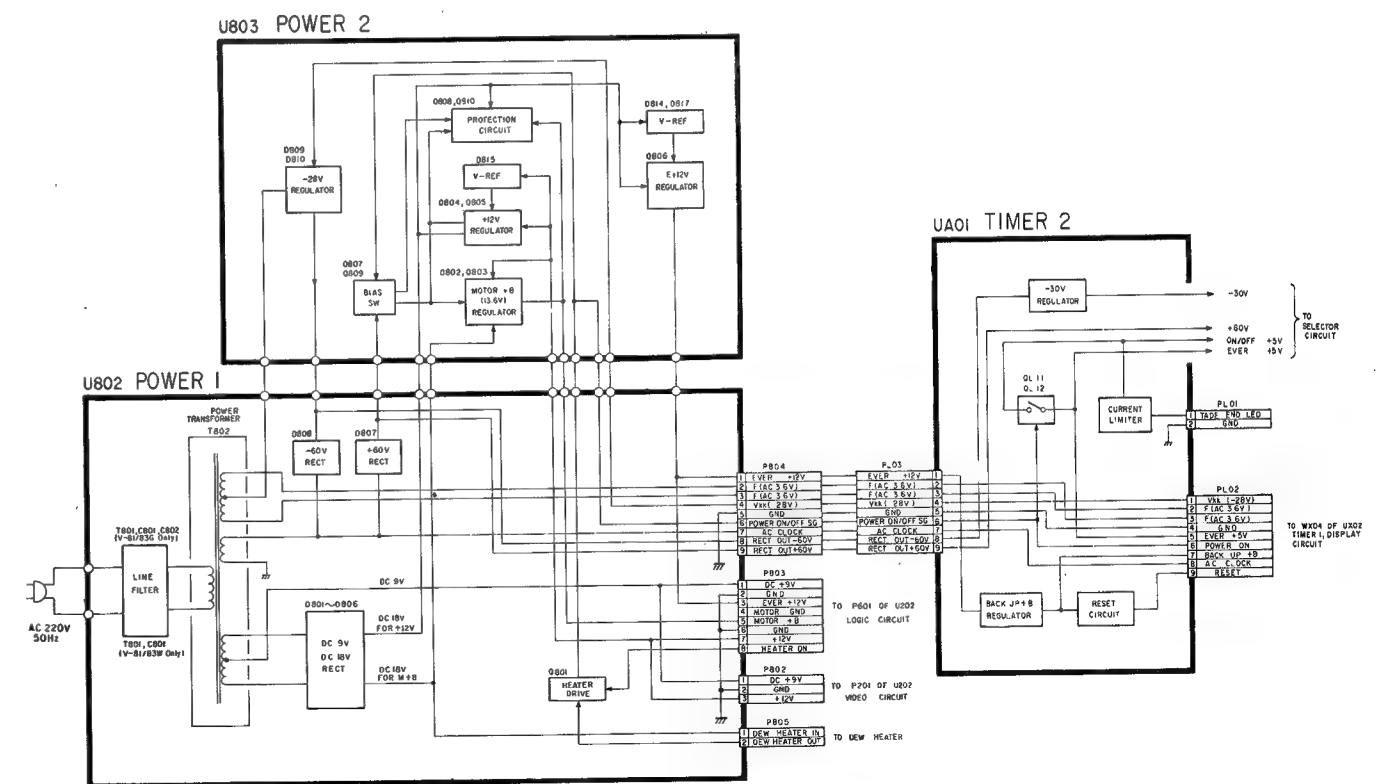 U803 POWER 2
Q808, Q910
PROTECTION
CIRCUIT
D814, D817
V-REF
D809
D810
-28V
REGULATOR
D815
V-REF
Q806
E+12V
REGULATOR
Q804, Q805
+12V
REGULATOR
Q807
Q809
BIAS
SW
Q802, Q803
MOTOR +B
(13.6V)
REGULATOR
UA01 TIMER 2
-30V
REGULATOR
-30V
+60V
ON/OFF +5V
EVER +5V
TO
SELECTOR
CIRCUIT
QL 11
QL 12
CURRENT
LIMITER
PL01
1 TAPE END LED
2 GND
U802 POWER 1
POWER
TRANSFORMER
T802
D808
-60V
RECT
D807
+60V
RECT
P804
1 EVER +12V
2 F (AC 3.6V)
3 F (AC 3.6V)
4 Vkk (-28V)
5 GND
6 POWER ON/OFF SG
7 AC CLOCK
8 RECT OUT-60V
9 RECT OUT+60V
PL03
EVER +12V 1
F (AC 3.6V) 2
F (AC 3.6V) 3
Vkk (-28V) 4
GND 5
POWER ON/OFF SG 6
AC CLOCK 7
RECT OUT-60V 8
RECT OUT+60V 9
PL02
1 Vkk (-28V)
2 F (AC 3.6V)
3 F (AC 3.6V)
4 GND
5 EVER +5V
6 POWER ON
7 BACK UP +B
8 AC CLOCK
9 RESET
TO WX04 OF UX02
TIMER 1, DISPLAY
CIRCUIT
T801, C801, C802
(V-81/83G Only)
LINE
FILTER
T801, C801
(V-81/83W Only)
AC 220V
50Hz
DC 9V
D801~D806
DC 9V
DC 18V
RECT
DC 18V
FOR +12V
DC 18V
FOR M+B
P803
1 DC +9V
2 GND
3 EVER +12V
4 MOTOR GND
5 MOTOR +B
6 GND
7 +12V
8 HEATER ON
TO P601 OF U202
LOGIC CIRCUIT
BACK UP+B
REGULATOR
RESET
CIRCUIT
Q801
HEATER
DRIVE
P802
1 DC +9V
2 GND
3 +12V
TO P201 OF U202
VIDEO CIRCUIT
P805
1 DEW HEATER IN
2 DEW HEATER OUT
TO DEW HEATER